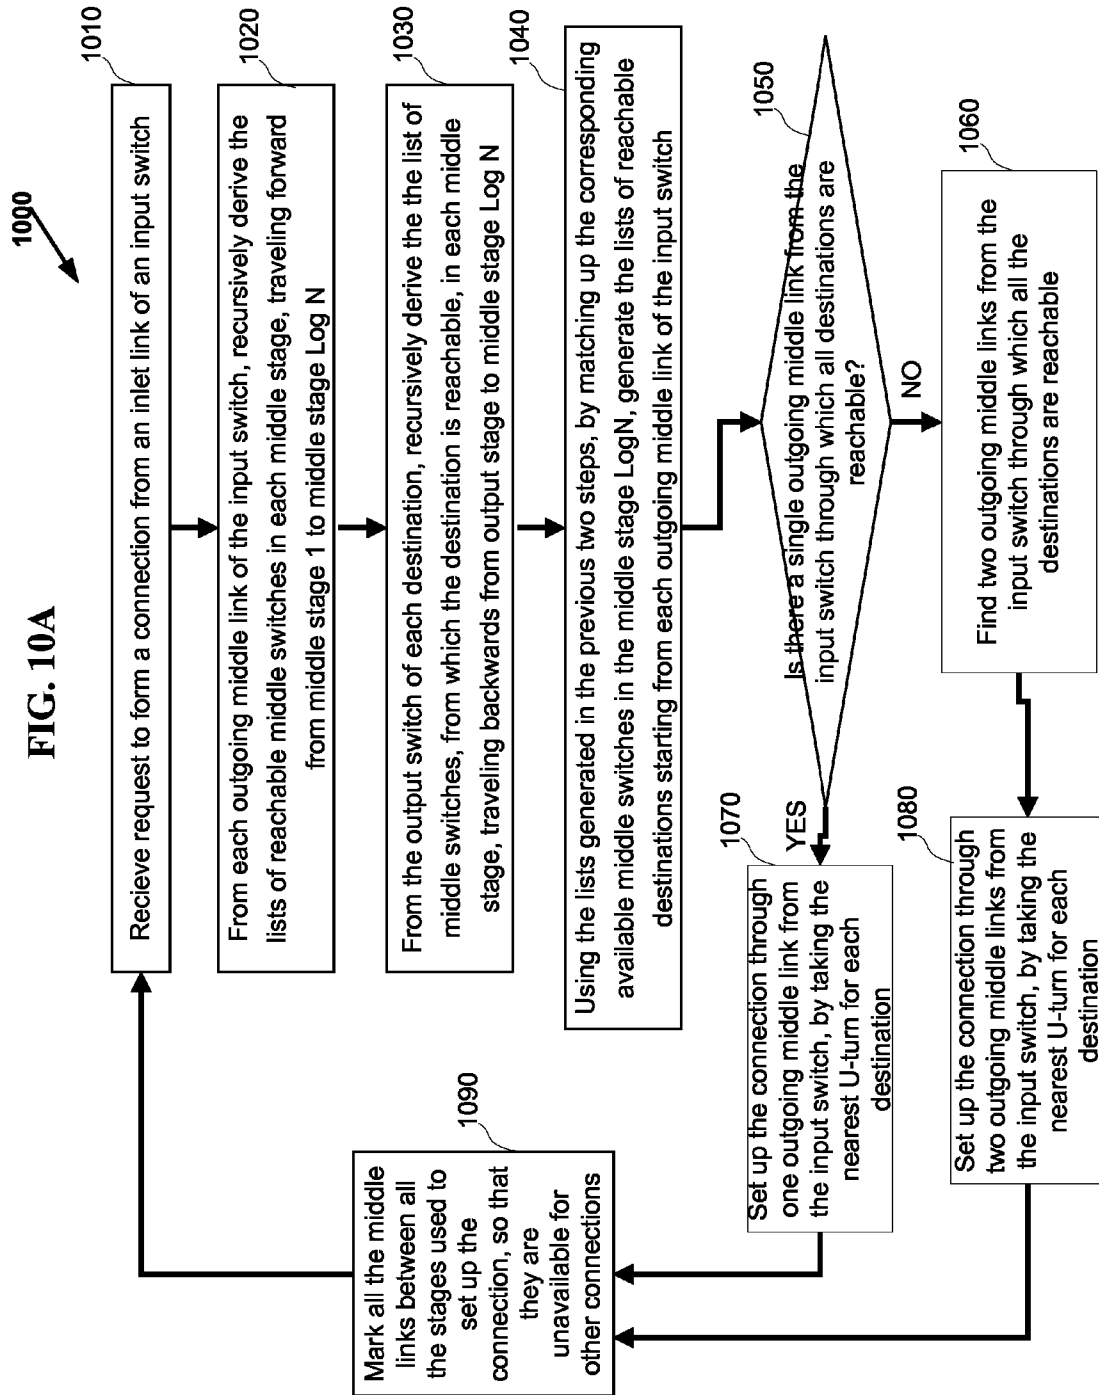 FIG. 10A
1000
1010
Recieve request to form a connection from an inlet link of an input switch
1020
From each outgoing middle link of the input switch, recursively derive the
lists of reachable middle switches in each middle stage, traveling forward
from middle stage 1 to middle stage Log N
1030
From the output switch of each destination, recursively derive the the list of
middle switches, from which the destination is reachable, in each middle
stage, traveling backwards from output stage to middle stage Log N
1040
Using the lists generated in the previous two steps, by matching up the corresponding
available middle switches in the middle stage LogN, generate the lists of reachable
destinations starting from each outgoing middle link of the input switch
1050
Is there a single outgoing middle link from the
input switch through which all destinations are
reachable?
YES
NO
1060
Find two outgoing middle links from the
input switch through which all the
destinations are reachable
1070
Set up the connection through
one outgoing middle link from
the input switch, by taking the
nearest U-turn for each
destination
1080
Set up the connection through
two outgoing middle links from
the input switch, by taking the
nearest U-turn for each
destination
1090
Mark all the middle
links between all
the stages used to
set up the
connection, so that
they are
unavailable for
other connections